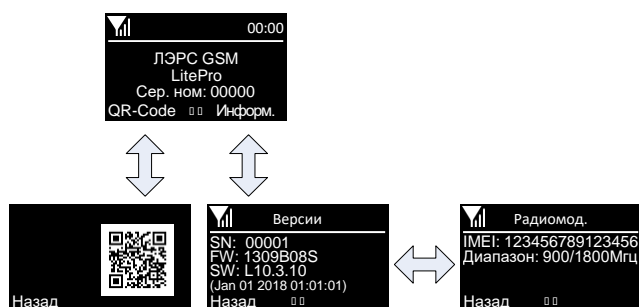 00:00
ЛЭРС GSM
LitePro
Сер. ном: 00000
QR-Code ▯▯ Информ.
Назад
Версии
SN: 00001
FW: 1309B08S
SW: L10.3.10
(Jan 01 2018 01:01:01)
Назад ▯▯
Радиомод.
IMEI: 123456789123456
Диапазон: 900/1800Мгц
Назад ▯▯